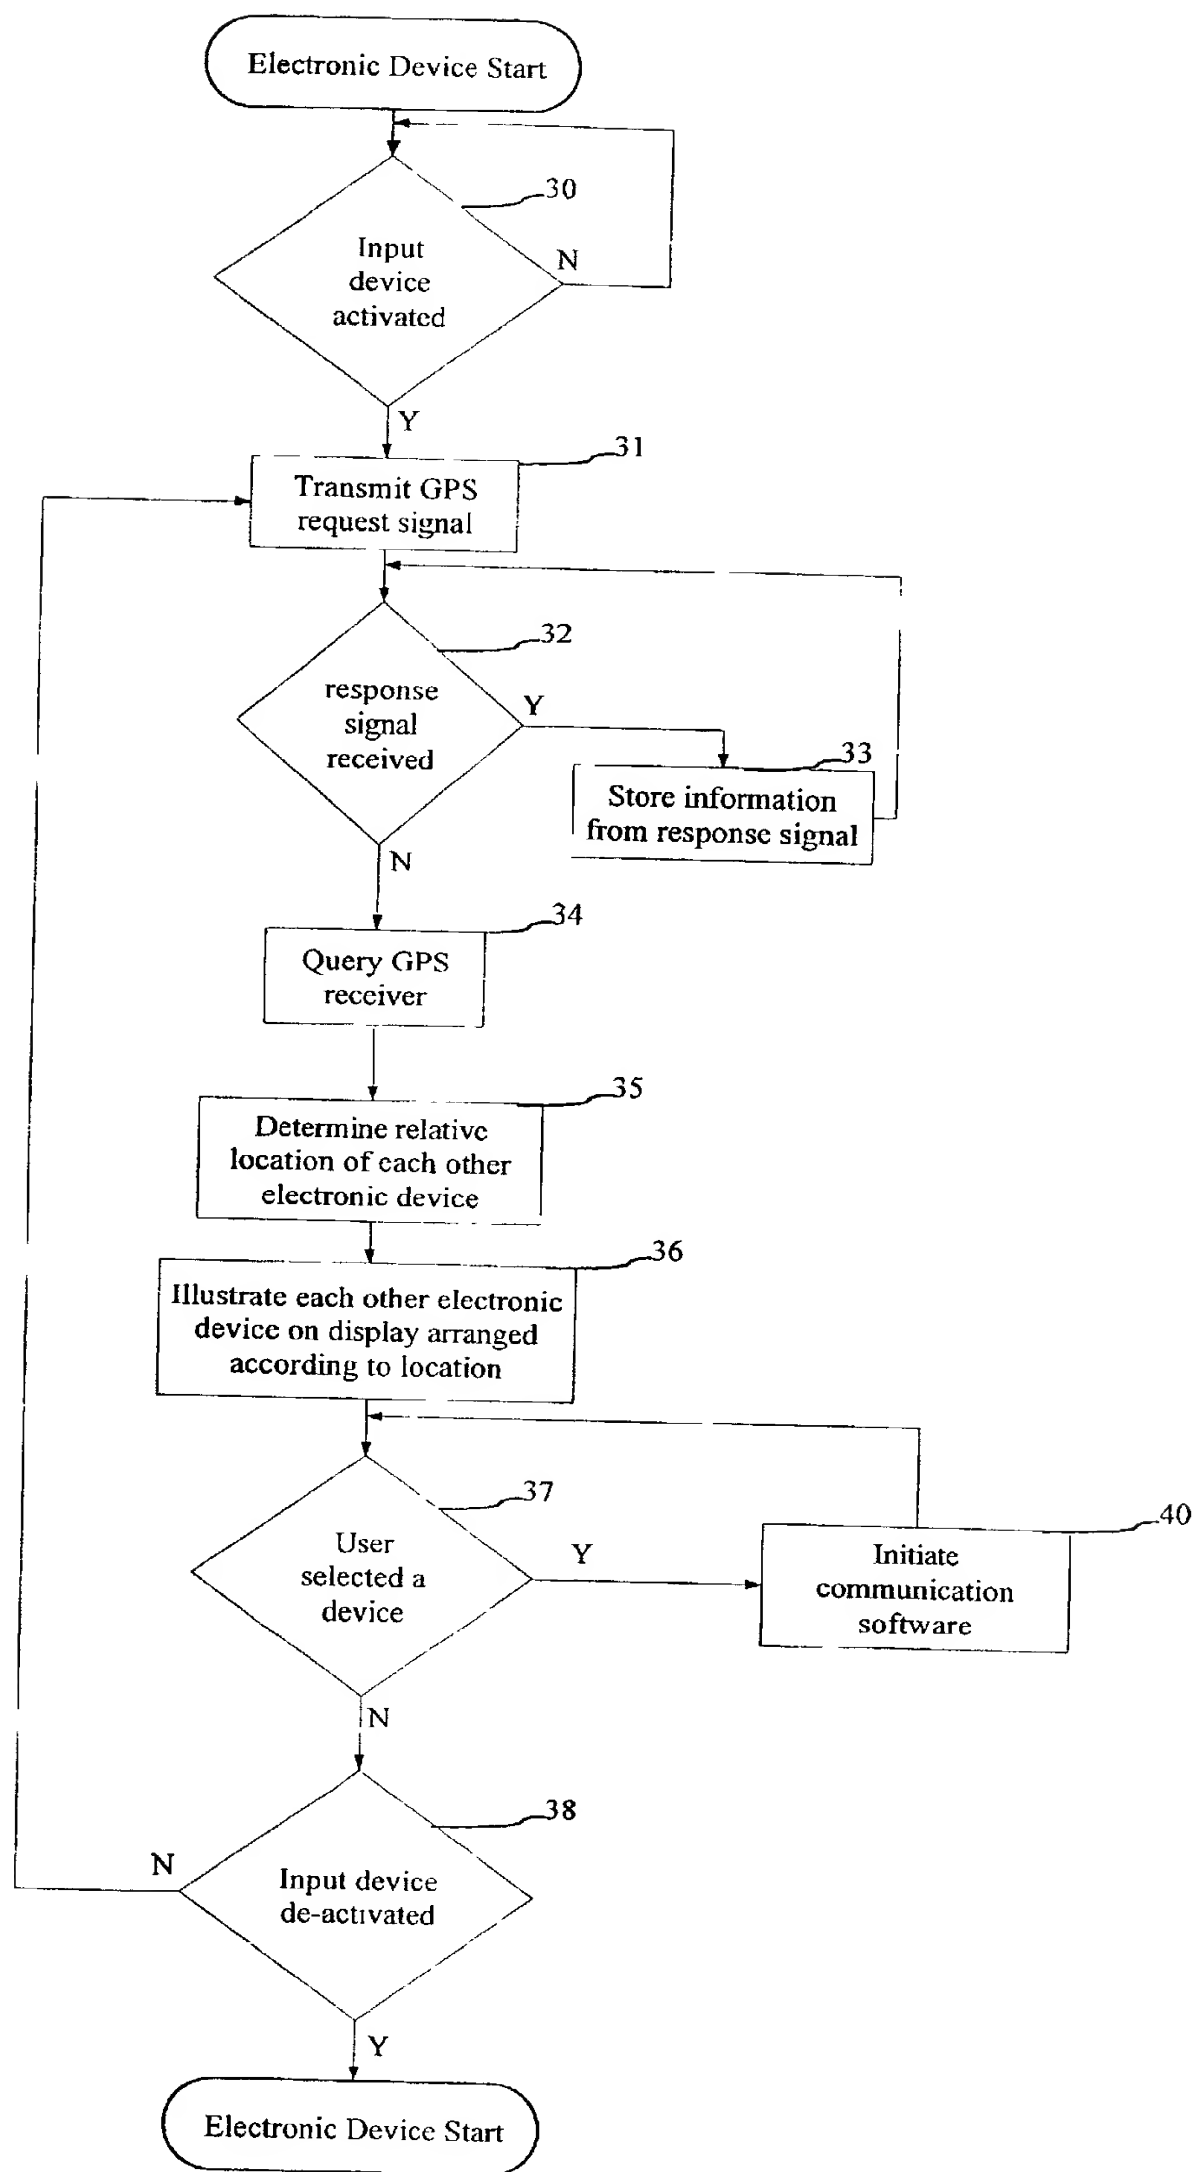 Electronic Device Start
30
Input
device
activated
N
Y
31
Transmit GPS
request signal
32
response
signal
received
Y
33
Store information
from response signal
N
34
Query GPS
receiver
35
Determine relative
location of each other
electronic device
36
Illustrate each other electronic
device on display arranged
according to location
37
User
selected a
device
Y
40
Initiate
communication
software
N
38
N
Input device
de-activated
Y
Electronic Device Start